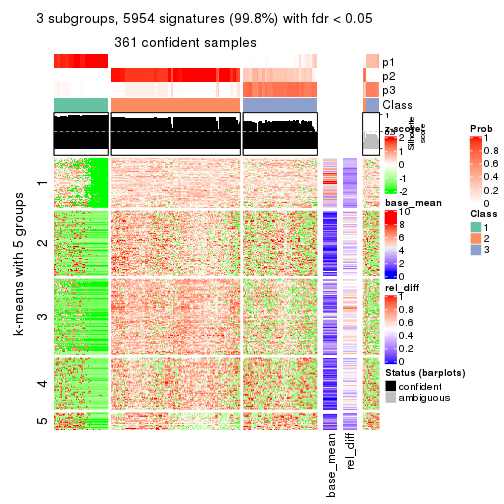 3 subgroups, 5954 signatures (99.8%) with fdr < 0.05
361 confident samples
p1
p2
p3
Class
1
0
Silhouette
score
k-means with 5 groups
1
2
3
4
5
base_mean
rel_diff
z-score
2
1
0
-1
-2
base_mean
10
8
6
4
2
0
rel_diff
1
0.8
0.6
0.4
0.2
0
Status (barplots)
confident
ambiguous
Prob
1
0.8
0.6
0.4
0.2
0
Class
1
2
3